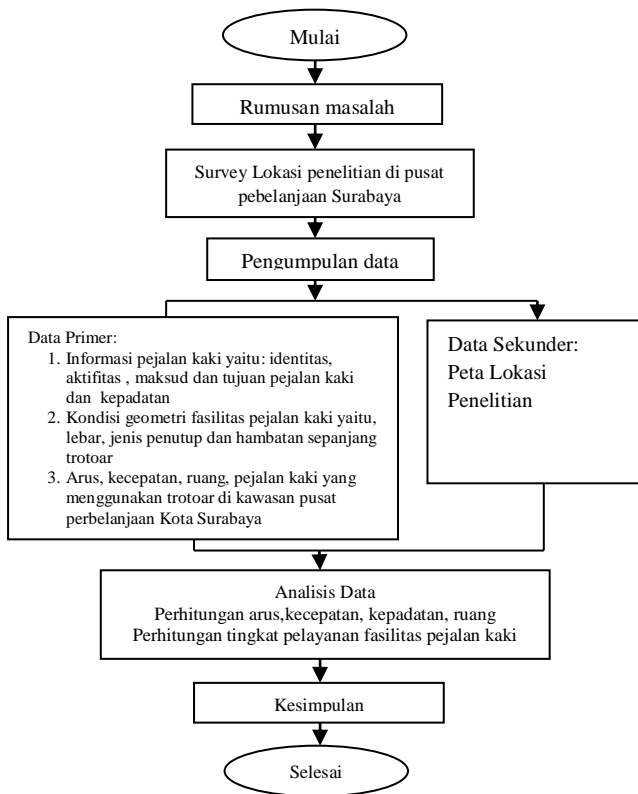 Mulai
Rumusan masalah
Survey Lokasi penelitian di pusat
pebelanjaan Surabaya
Pengumpulan data
Data Primer:
1. Informasi pejalan kaki yaitu: identitas,
aktifitas , maksud dan tujuan pejalan kaki
dan kepadatan
2. Kondisi geometri fasilitas pejalan kaki yaitu,
lebar, jenis penutup dan hambatan sepanjang
trotoar
3. Arus, kecepatan, ruang, pejalan kaki yang
menggunakan trotoar di kawasan pusat
perbelanjaan Kota Surabaya
Data Sekunder:
Peta Lokasi
Penelitian
Analisis Data
Perhitungan arus,kecepatan, kepadatan, ruang
Perhitungan tingkat pelayanan fasilitas pejalan kaki
Kesimpulan
Selesai